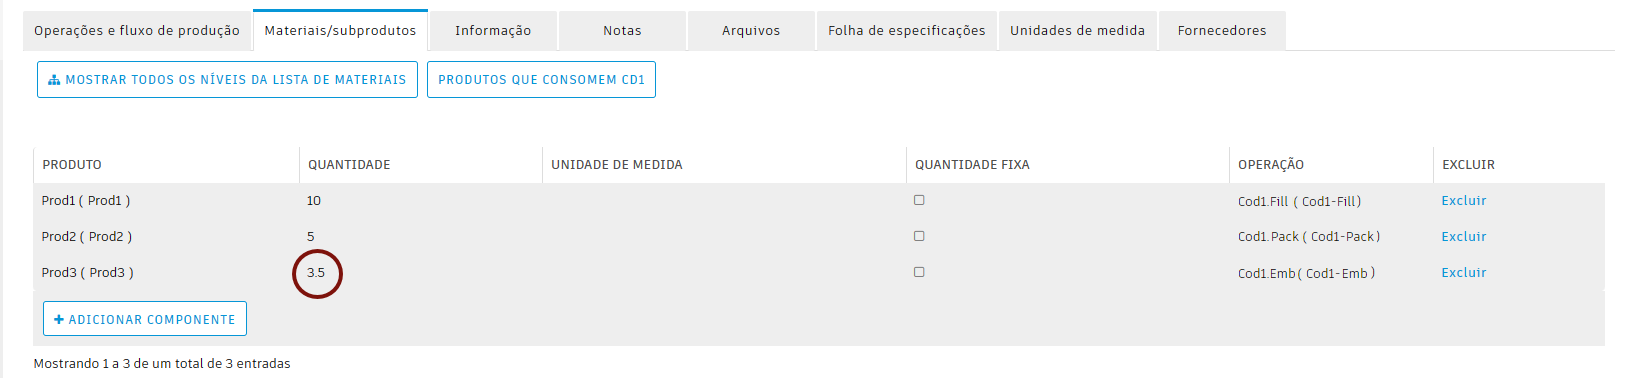 Operações e fluxo de produção Materiais/subprodutos Informação Notas Arquivos Folha de especificações Unidades de medida Fornecedores
MOSTRAR TODOS OS NÍVEIS DA LISTA DE MATERIAIS PRODUTOS QUE CONSOMEM CD1
PRODUTO QUANTIDADE UNIDADE DE MEDIDA QUANTIDADE FIXA OPERAÇÃO EXCLUIR
Prod1 ( Prod1 ) 10 Cod1.Fill ( Cod1-Fill) Excluir
Prod2 ( Prod2 ) 5 Cod1.Pack ( Cod1-Pack) Excluir
Prod3 ( Prod3 ) 3.5 Cod1.Emb( Cod1-Emb ) Excluir
+ ADICIONAR COMPONENTE
Mostrando 1 a 3 de um total de 3 entradas